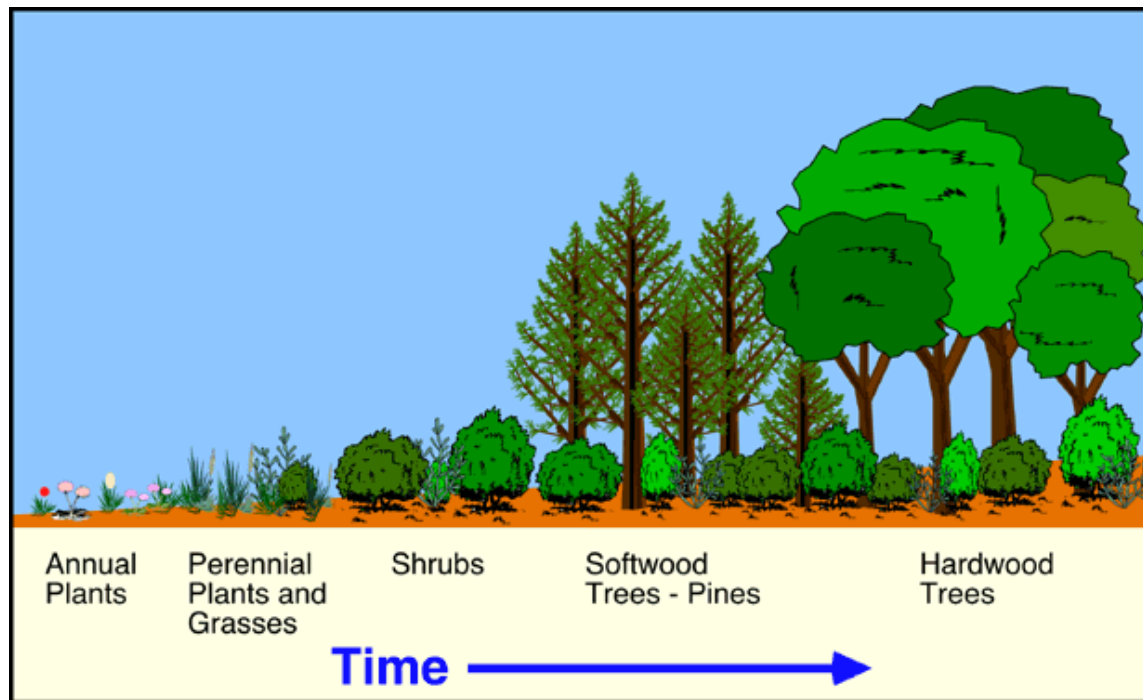 Annual
Plants
Perennial
Plants and
Grasses
Shrubs
Softwood
Trees - Pines
Hardwood
Trees
Time